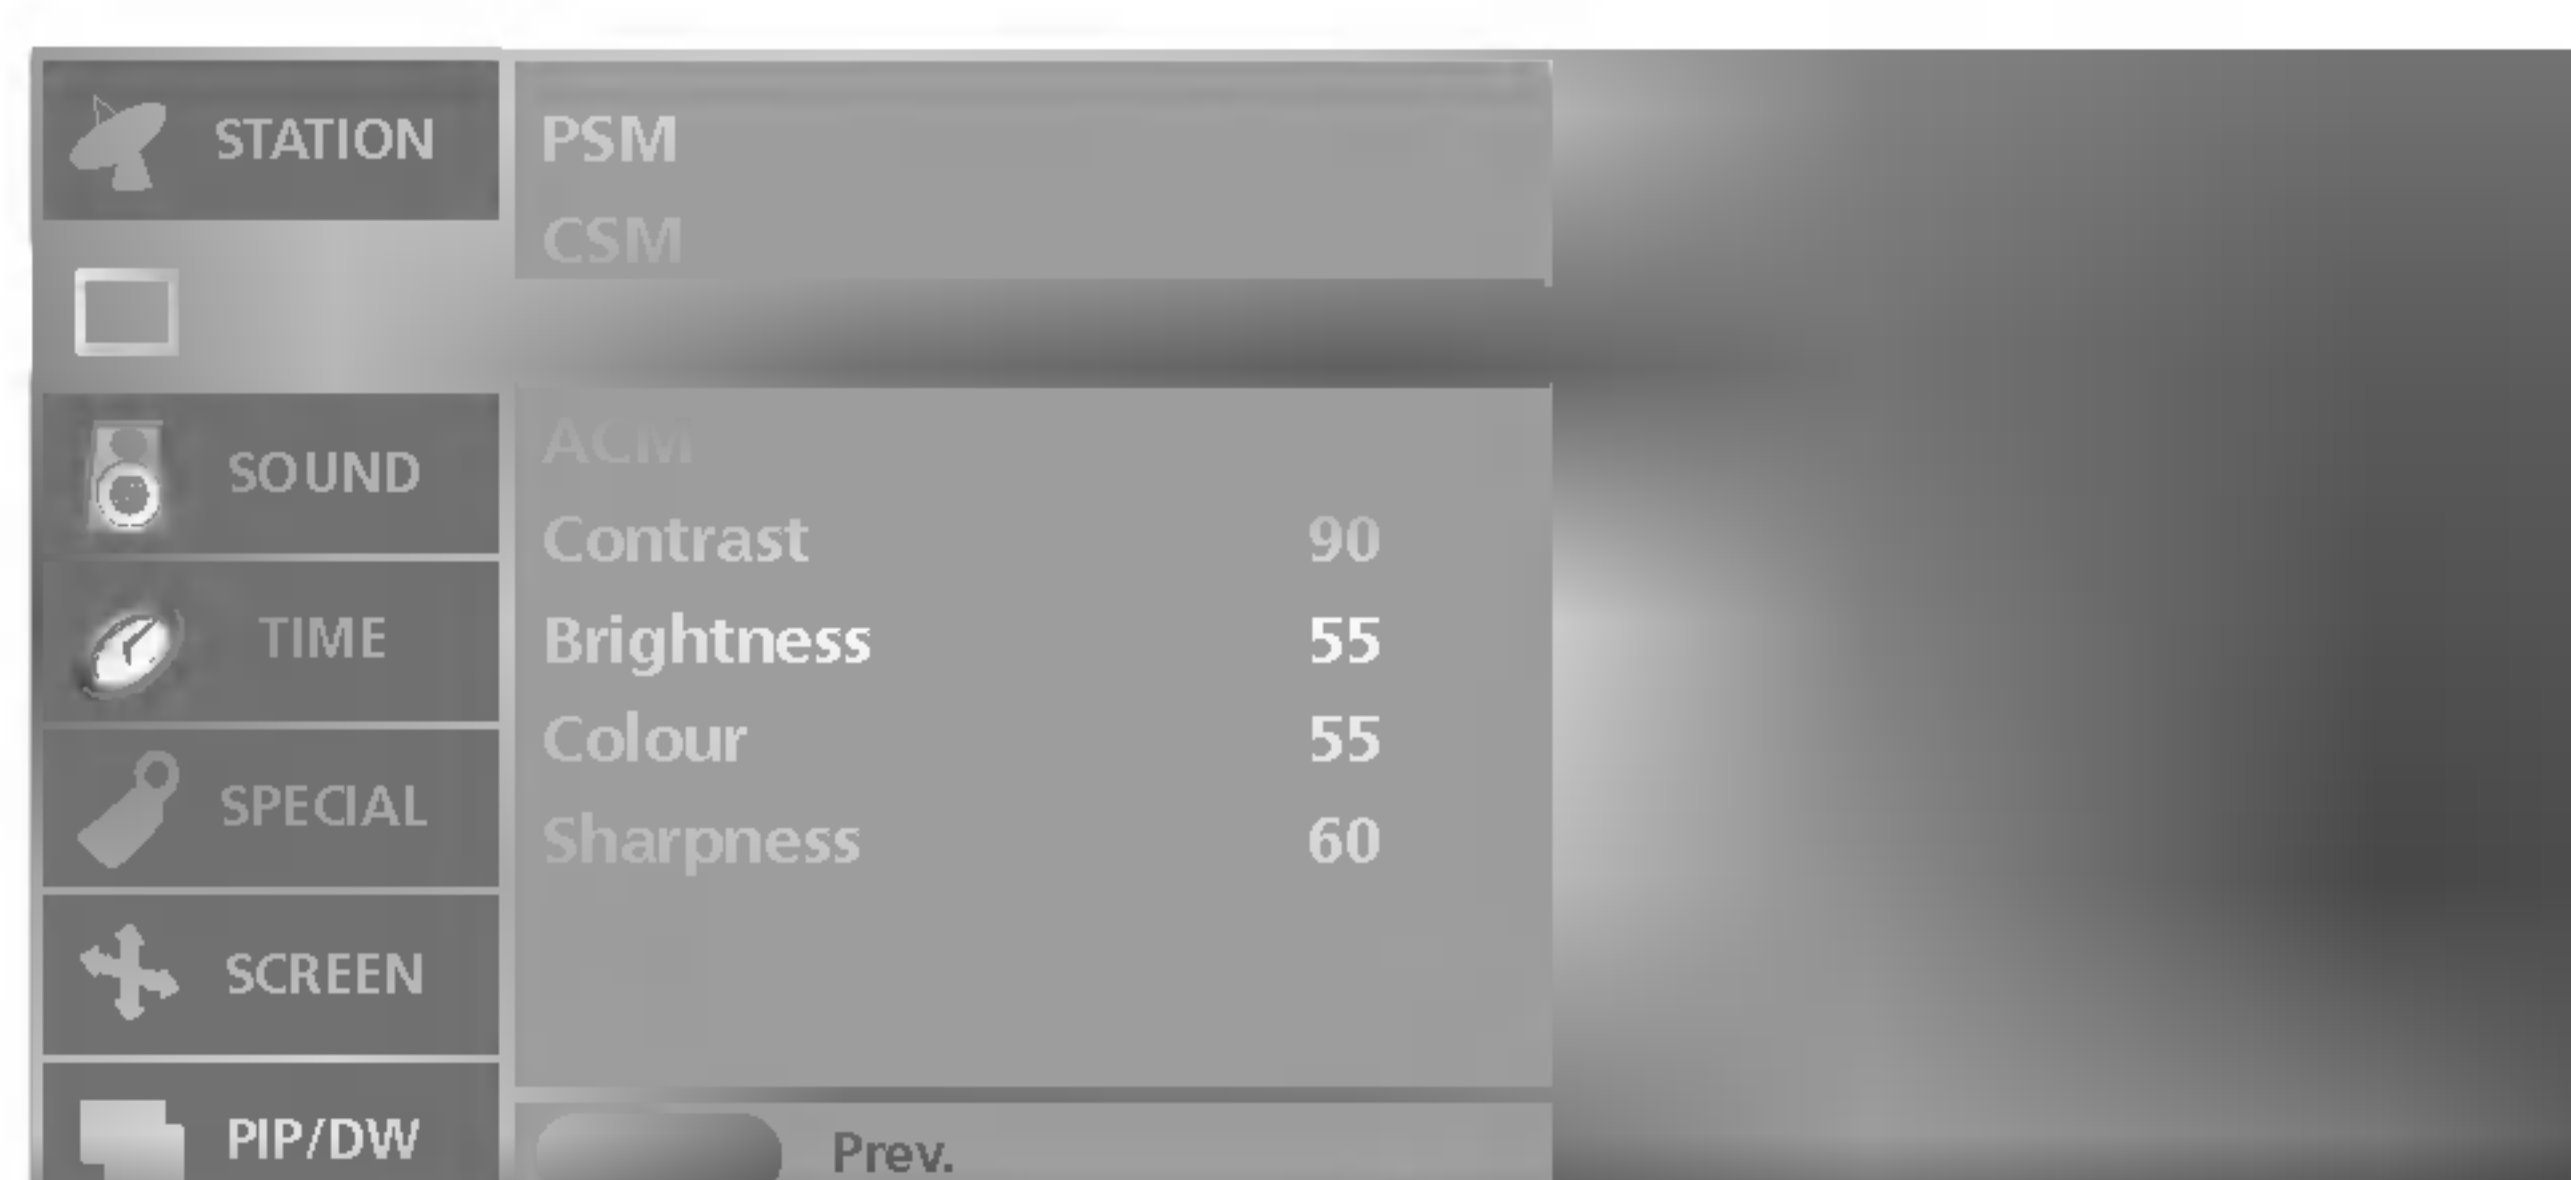 STATION
SOUND
TIME
SPECIAL
SCREEN
PIP/DW
PSM
CSM
ACM
Contrast 90
Brightness 55
Colour 55
Sharpness 60
Prev.